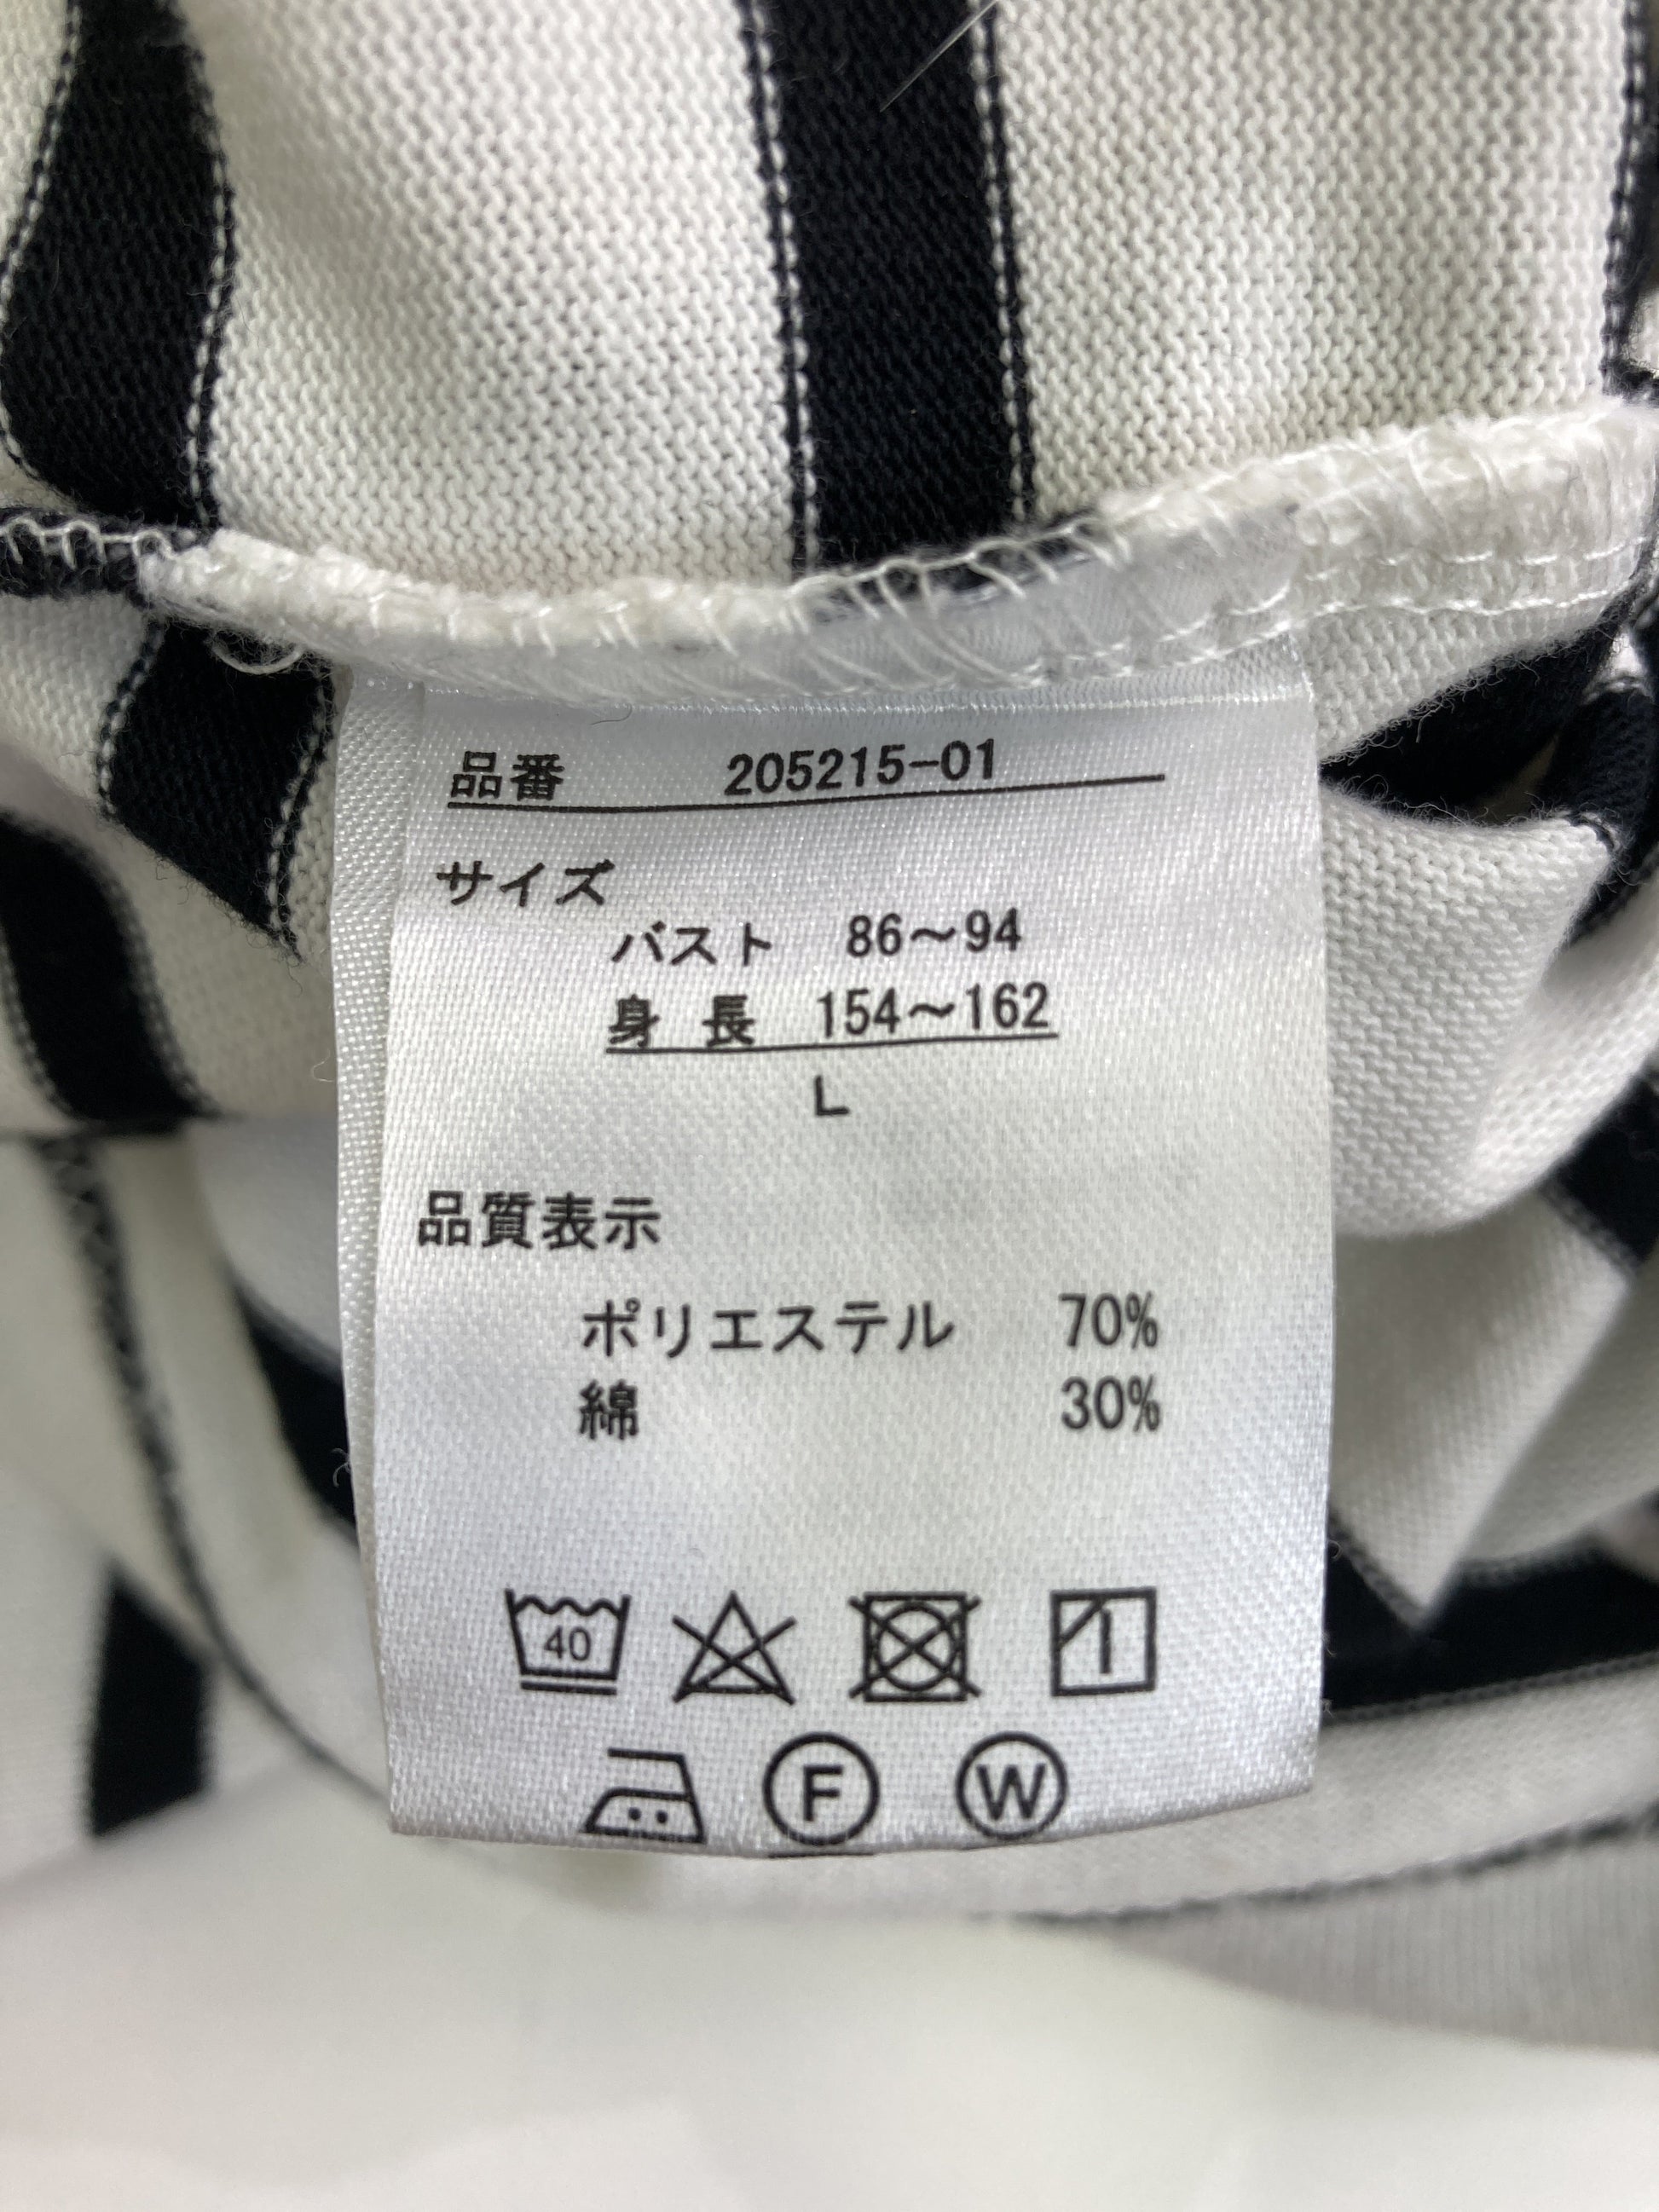 品番 205215-01
サイズ
バスト 86～94
身長 154～162
L
品質表示
ポリエステル 70%
綿 30%
40
F W